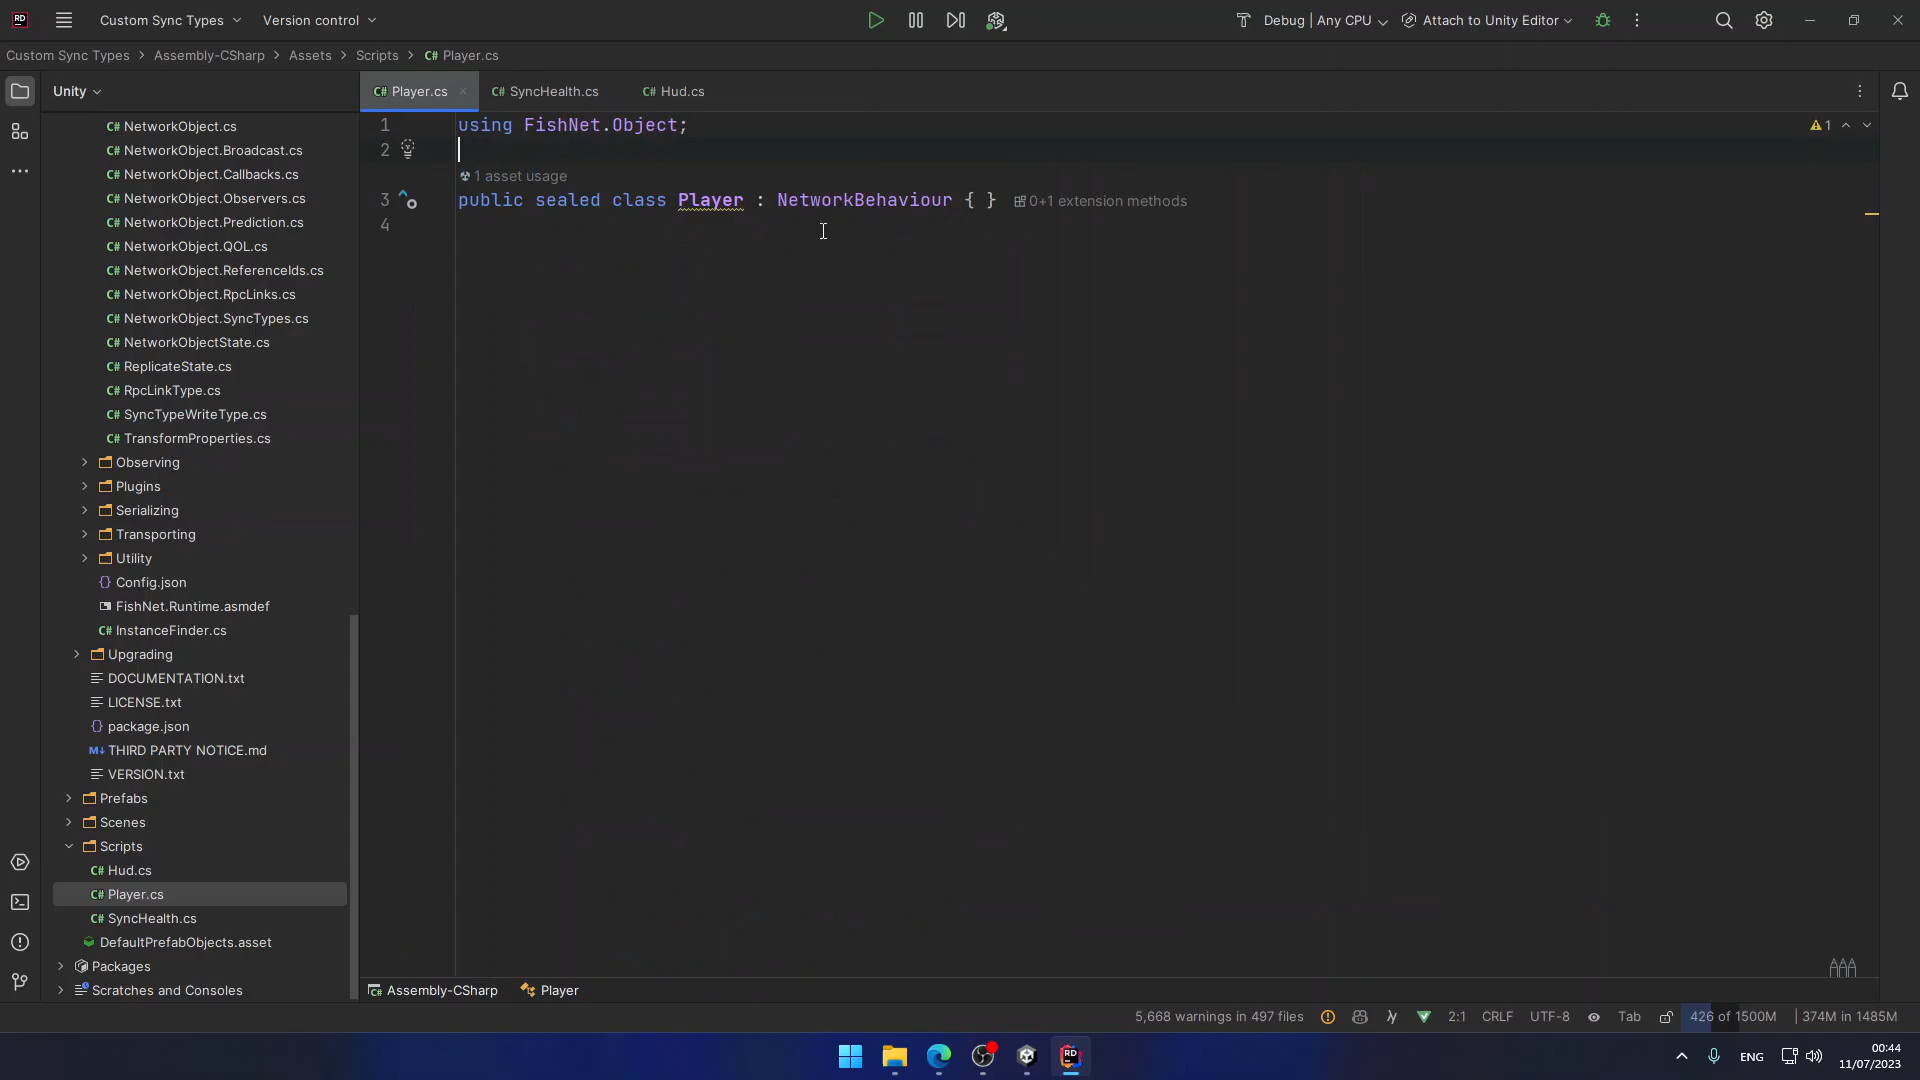 RD Custom Sync Types Version control Debug | Any CPU Attach to Unity Editor
Custom Sync Types Assembly-CSharp Assets Scripts C# Player.cs
Unity
C# Player.cs C# SyncHealth.cs C# Hud.cs
C# NetworkObject.cs
C# NetworkObject.Broadcast.cs
C# NetworkObject.Callbacks.cs
C# NetworkObject.Observers.cs
C# NetworkObject.Prediction.cs
C# NetworkObject.QOL.cs
C# NetworkObject.ReferenceIds.cs
C# NetworkObject.RpcLinks.cs
C# NetworkObject.SyncTypes.cs
C# NetworkObjectState.cs
C# ReplicateState.cs
C# RpcLinkType.cs
C# SyncTypeWriteType.cs
C# TransformProperties.cs
Observing
Plugins
Serializing
Transporting
Utility
{} Config.json
FishNet.Runtime.asmdef
C# InstanceFinder.cs
Upgrading
DOCUMENTATION.txt
LICENSE.txt
{} package.json
M↓ THIRD PARTY NOTICE.md
VERSION.txt
Prefabs
Scenes
Scripts
C# Hud.cs
C# Player.cs
C# SyncHealth.cs
DefaultPrefabObjects.asset
Packages
Scratches and Consoles
1 using FishNet.Object;
1
2
1 asset usage
3 public sealed class Player : NetworkBehaviour { } 0+1 extension methods
4
C# Assembly-CSharp Player
5,668 warnings in 497 files 2:1 CRLF UTF-8 Tab 426 of 1500M 374M in 1485M
RD
ENG
00:44
11/07/2023